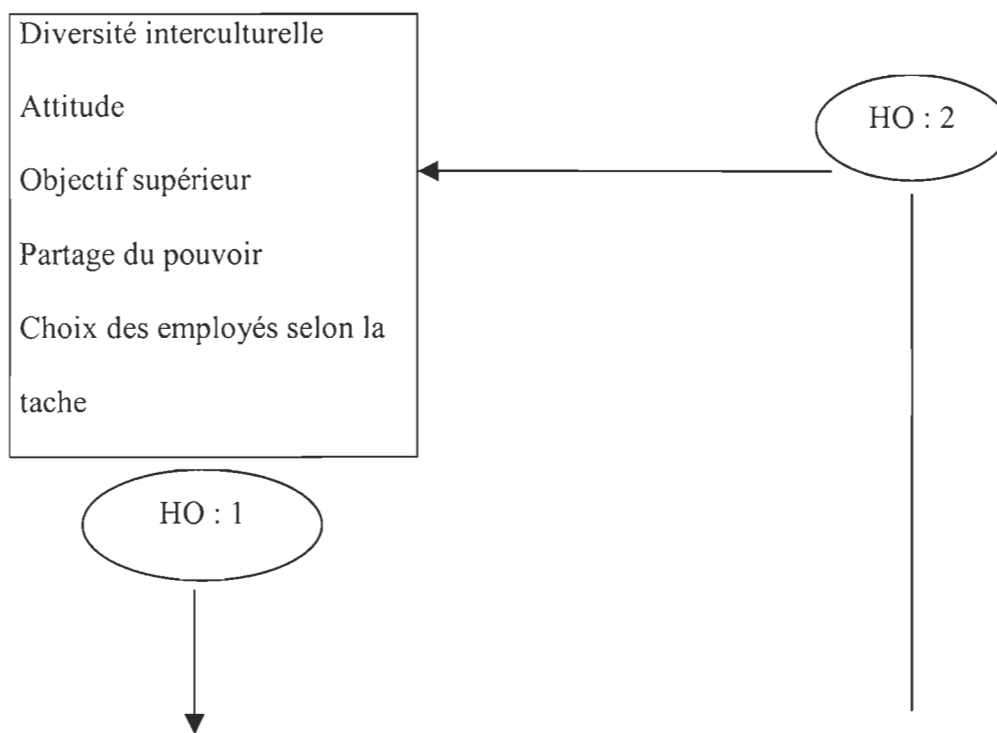 Diversité interculturelle
Attitude
Objectif supérieur
Partage du pouvoir
Choix des employés selon la
tache
HO : 2
HO : 1